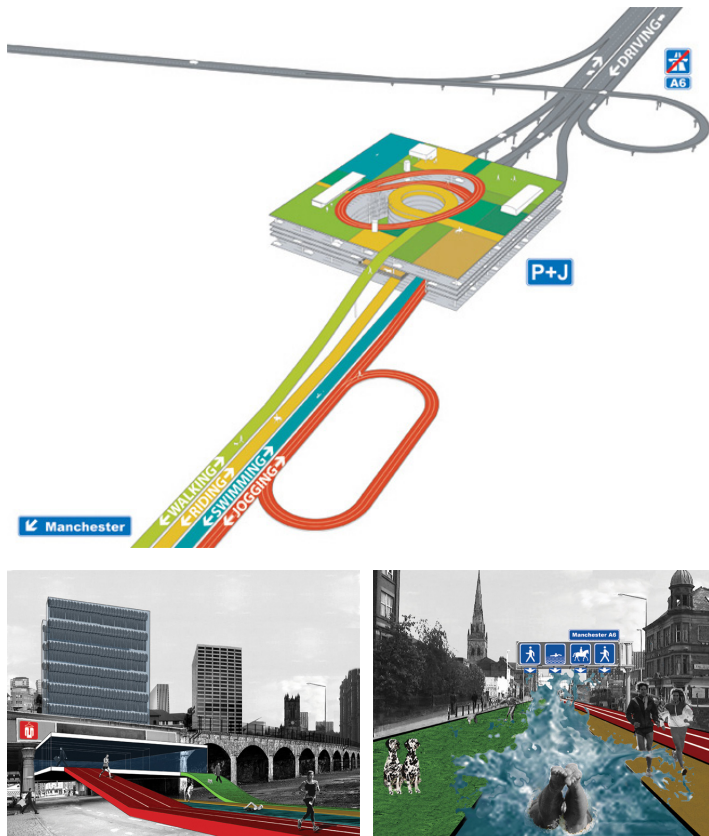 DRIVING
A6
P+J
WALKING
RIDING
SWIMMING
JOGGING
Manchester
Manchester A6